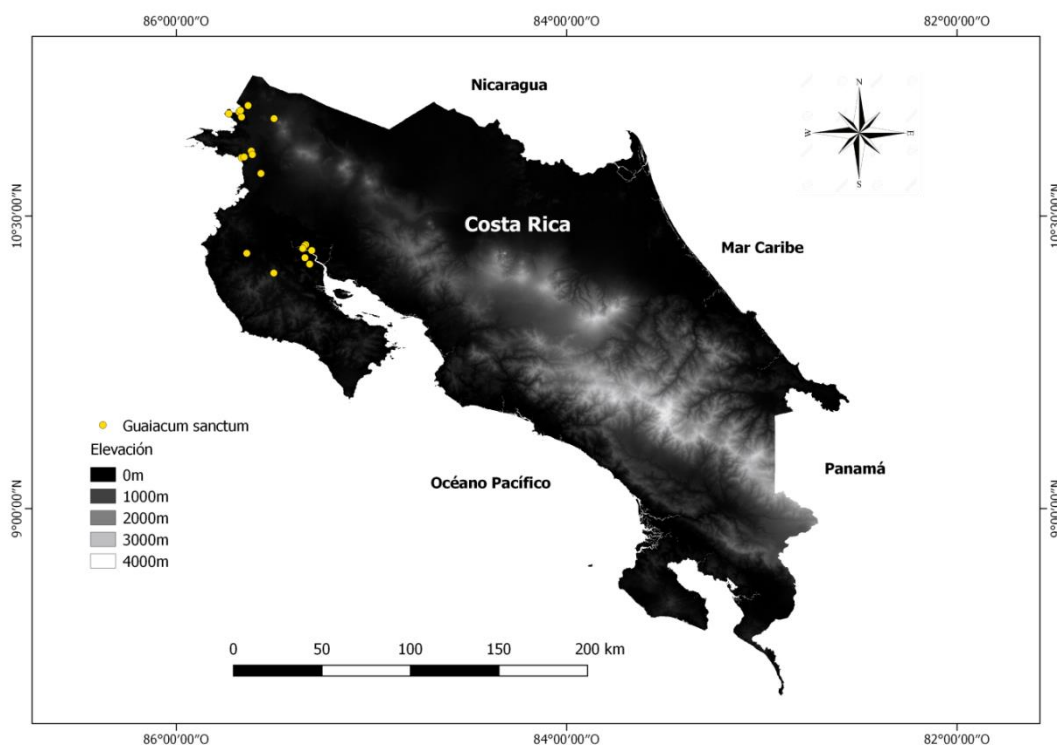 86°00'00"O 84°00'00"O 82°00'00"O
Nicaragua
N
W E
S
10°30'00"N 10°30'00"N
Costa Rica
Mar Caribe
Guaiacum sanctum
Elevación
0m
1000m
2000m
3000m
4000m
Océano Pacífico
Panamá
9°00'00"N 9°00'00"N
0 50 100 150 200 km
86°00'00"O 84°00'00"O 82°00'00"O